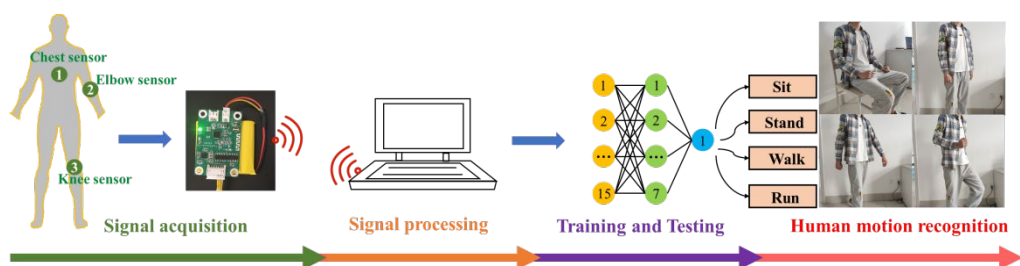 Chest sensor
1
Elbow sensor
2
3
Knee sensor
Signal acquisition
Signal processing
1
2
...
15
1
2
...
7
1
Training and Testing
Sit
Stand
Walk
Run
Human motion recognition